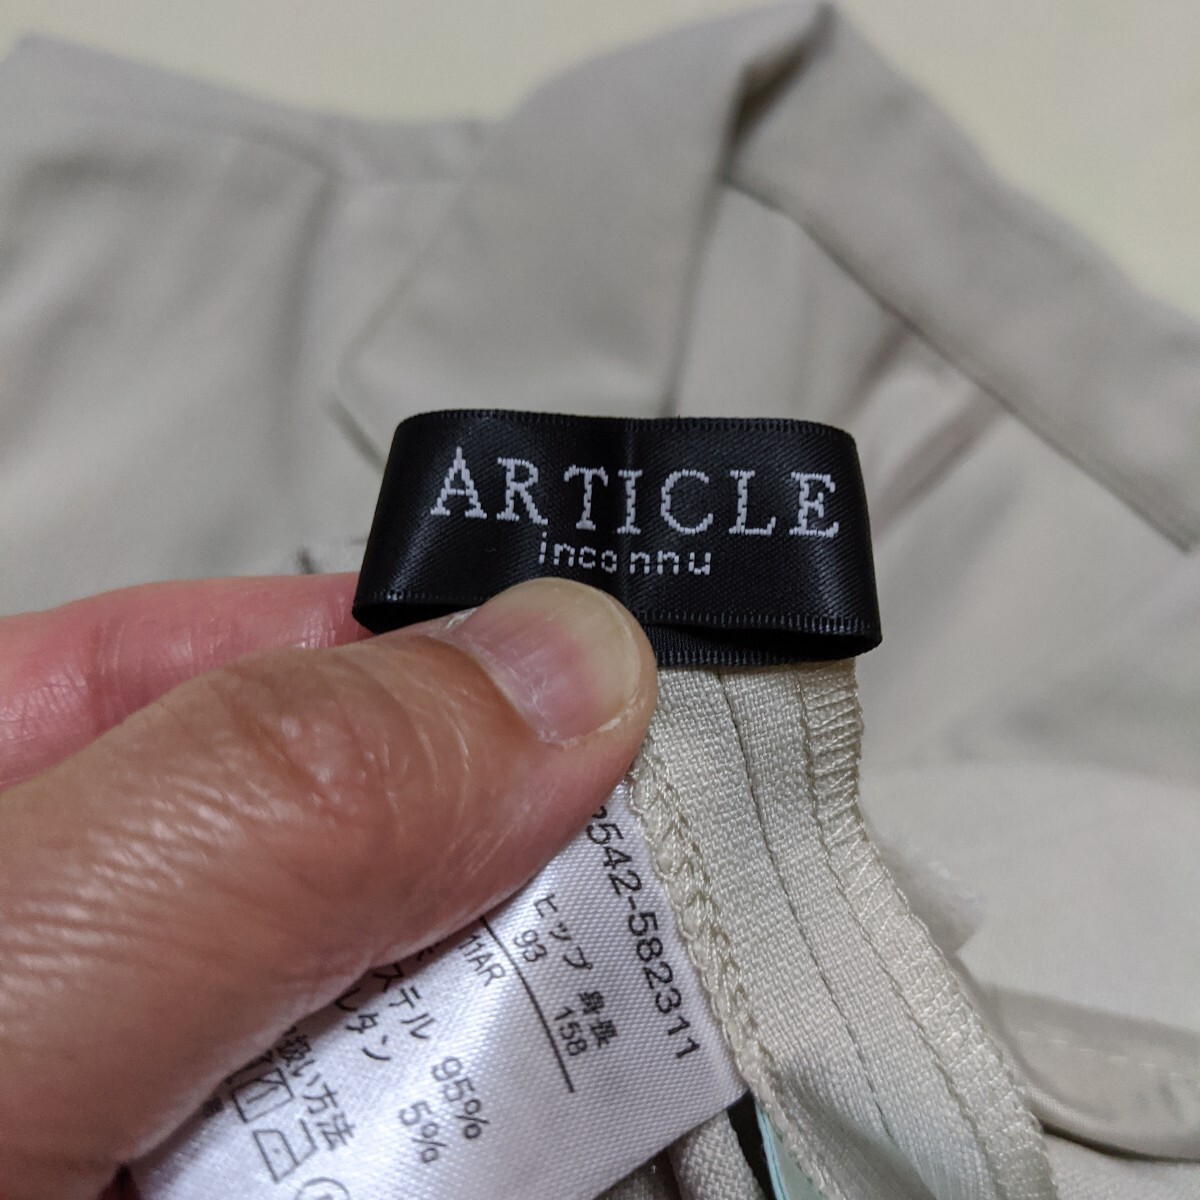 ARTICLE
inconnu
2542-582311
ヒップ 身長
93 158
11AR
ステル 95%
レタン 5%
扱い方法